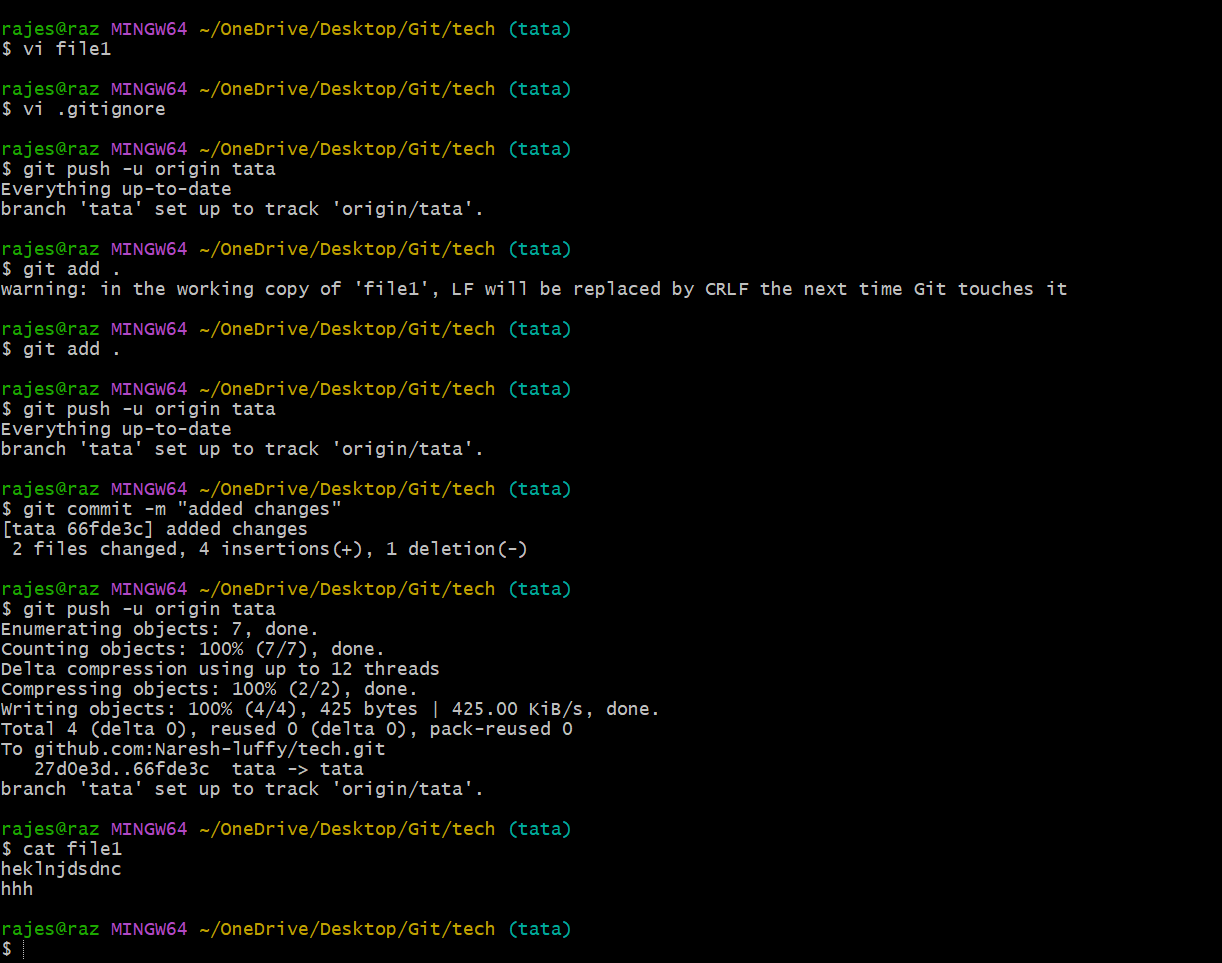 rajes@raz MINGW64 ~/OneDrive/Desktop/Git/tech (tata)
$ vi file1
rajes@raz MINGW64 ~/OneDrive/Desktop/Git/tech (tata)
$ vi .gitignore
rajes@raz MINGW64 ~/OneDrive/Desktop/Git/tech (tata)
$ git push -u origin tata
Everything up-to-date
branch 'tata' set up to track 'origin/tata'.
rajes@raz MINGW64 ~/OneDrive/Desktop/Git/tech (tata)
$ git add .
warning: in the working copy of 'file1', LF will be replaced by CRLF the next time Git touches it
rajes@raz MINGW64 ~/OneDrive/Desktop/Git/tech (tata)
$ git add .
rajes@raz MINGW64 ~/OneDrive/Desktop/Git/tech (tata)
$ git push -u origin tata
Everything up-to-date
branch 'tata' set up to track 'origin/tata'.
rajes@raz MINGW64 ~/OneDrive/Desktop/Git/tech (tata)
$ git commit -m "added changes"
[tata 66fde3c] added changes
 2 files changed, 4 insertions(+), 1 deletion(-)
rajes@raz MINGW64 ~/OneDrive/Desktop/Git/tech (tata)
$ git push -u origin tata
Enumerating objects: 7, done.
Counting objects: 100% (7/7), done.
Delta compression using up to 12 threads
Compressing objects: 100% (2/2), done.
Writing objects: 100% (4/4), 425 bytes | 425.00 KiB/s, done.
Total 4 (delta 0), reused 0 (delta 0), pack-reused 0
To github.com:Naresh-luffy/tech.git
   27d0e3d..66fde3c  tata -> tata
branch 'tata' set up to track 'origin/tata'.
rajes@raz MINGW64 ~/OneDrive/Desktop/Git/tech (tata)
$ cat file1
heklnjdsdnc
hhh
rajes@raz MINGW64 ~/OneDrive/Desktop/Git/tech (tata)
$